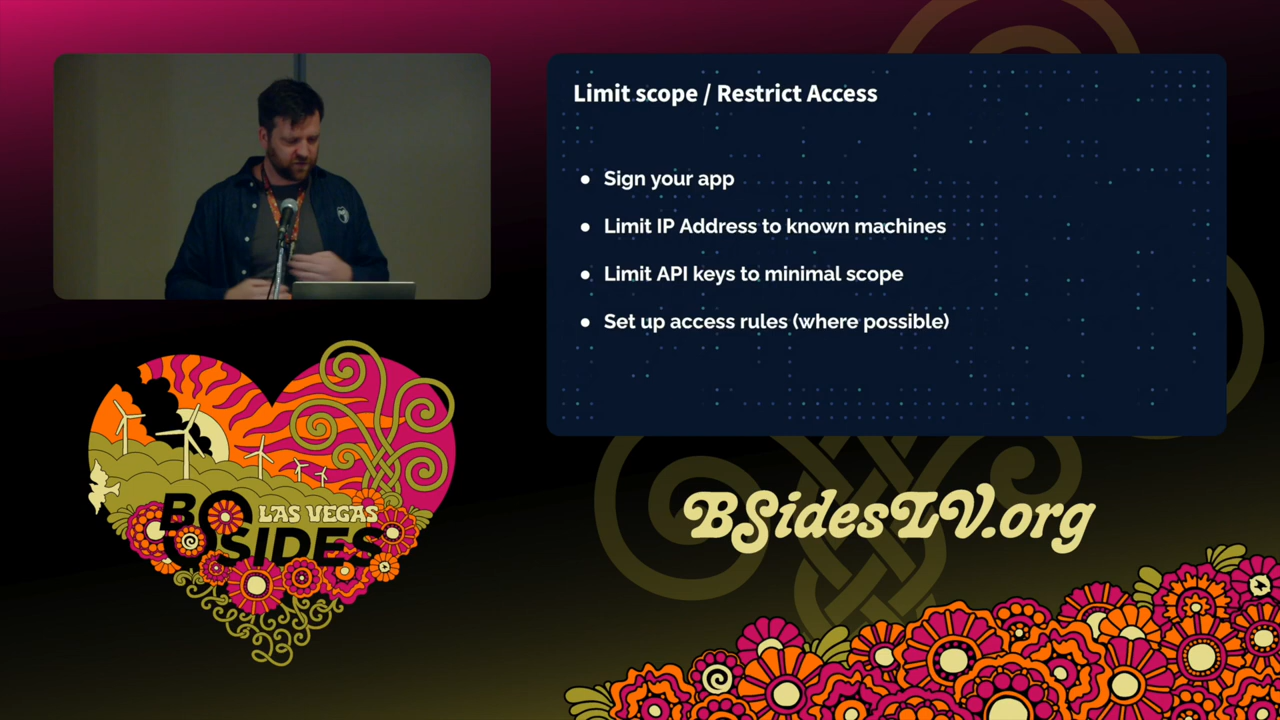 Limit scope / Restrict Access
● Sign your app
● Limit IP Address to known machines
● Limit API keys to minimal scope
● Set up access rules (where possible)
LAS VEGAS
BSIDES
BSidesLV.org